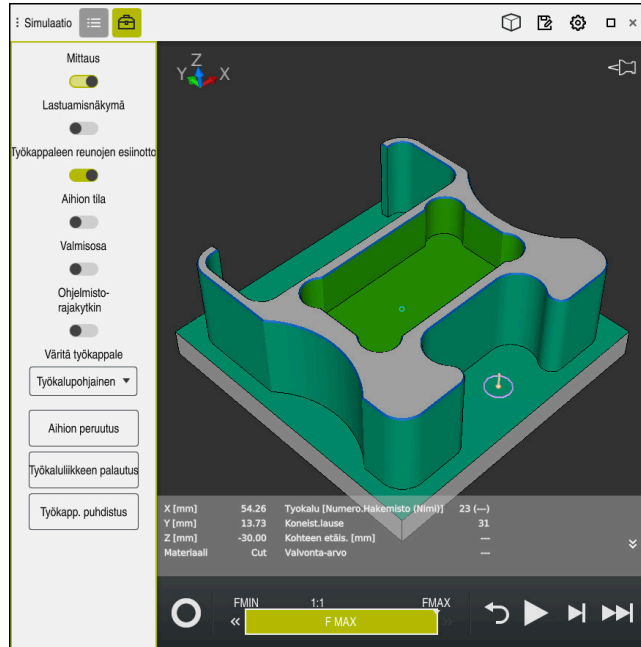 Simulaatio
Mittaus
Lastuamisnäkymä
Työkappaleen reunojen esiinotto
Aihion tila
Valmisosa
Ohjelmisto-
rajakytkin
Väritä työkappale
Työkalupohjainen
Aihion peruutus
Työkaluliikkeen palautus
Työkapp. puhdistus
Z
Y X
X [mm] 54.26 Tyokalu [Numero.Hakemisto (Nimi)] 23 (---)
Y [mm] 13.73 Koneist.lause 31
Z [mm] -30.00 Kohteen etäis. [mm] ---
Materiaali Cut Valvonta-arvo ---
FMIN 1:1 FMAX
F MAX